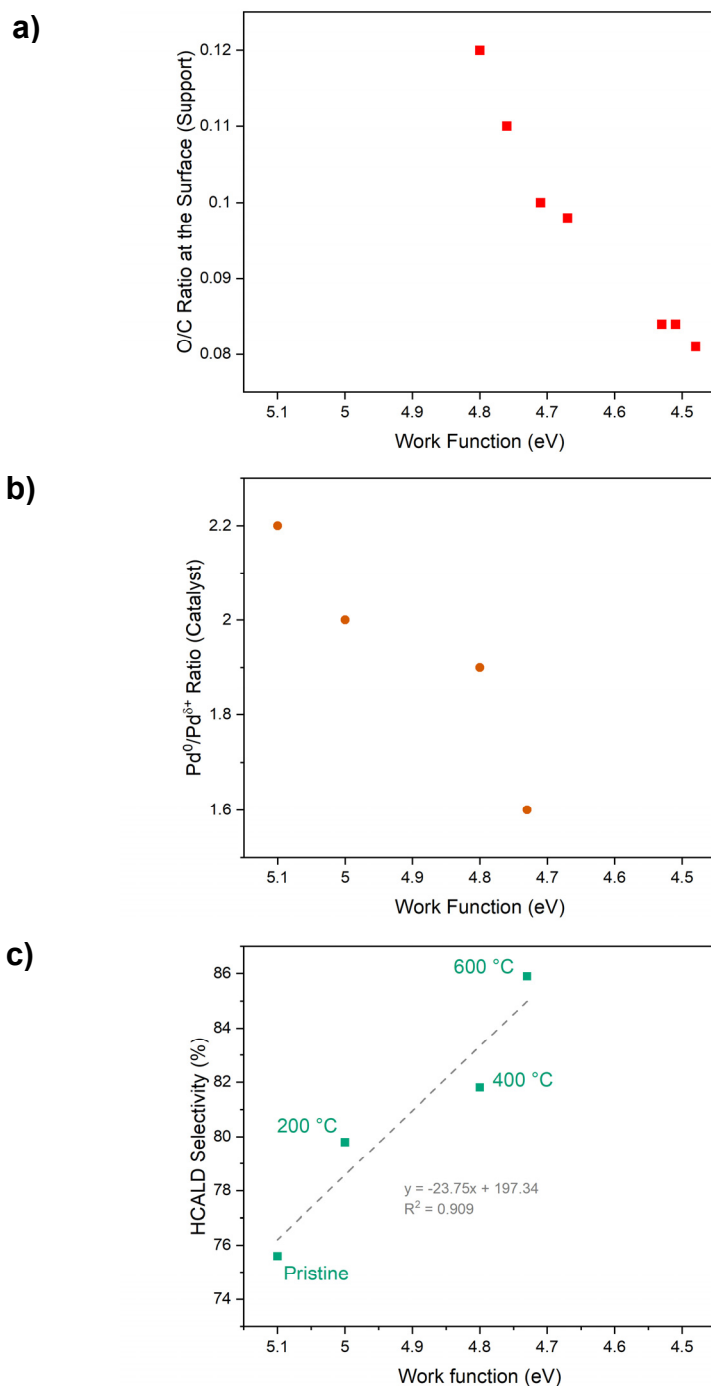 a)
O/C Ratio at the Surface (Support)
0.12
0.11
0.1
0.09
0.08
5.1 5 4.9 4.8 4.7 4.6 4.5
Work Function (eV)
b)
Pd⁰/Pdᵟ⁺ Ratio (Catalyst)
2.2
2
1.8
1.6
5.1 5 4.9 4.8 4.7 4.6 4.5
Work Function (eV)
c)
HCALD Selectivity (%)
86
84
82
80
78
76
74
600 °C
400 °C
200 °C
y = -23.75x + 197.34
R² = 0.909
Pristine
5.1 5 4.9 4.8 4.7 4.6 4.5
Work function (eV)